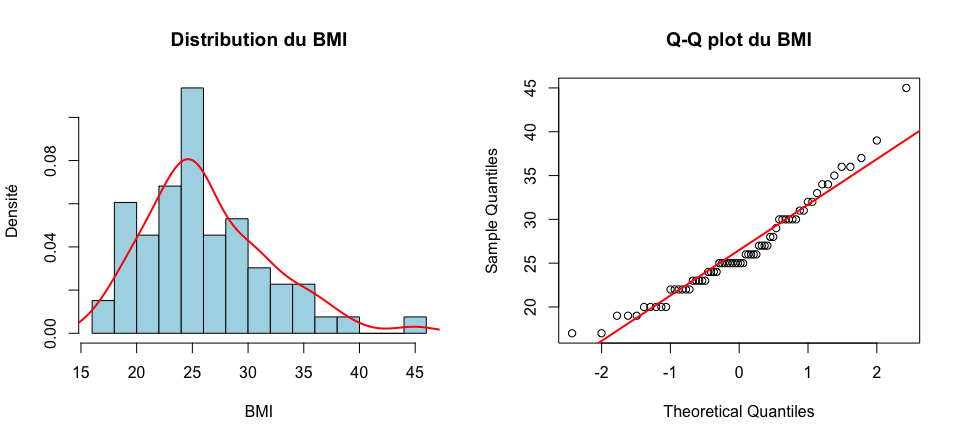 Distribution du BMI
Densité
0.00 0.04 0.08
15 20 25 30 35 40 45
BMI
Q-Q plot du BMI
Sample Quantiles
20 25 30 35 40 45
-2 -1 0 1 2
Theoretical Quantiles